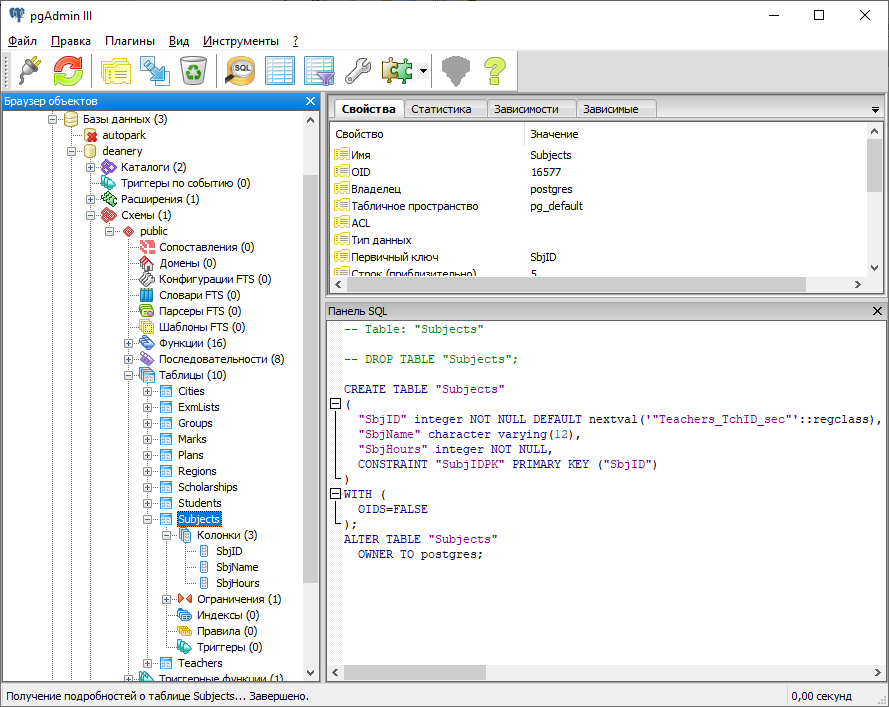 pgAdmin III
Файл Правка Плагины Вид Инструменты ?
SQL
Браузер объектов
Базы данных (3)
autopark
deanery
Каталоги (2)
Триггеры по событию (0)
Расширения (1)
Схемы (1)
public
Сопоставления (0)
Домены (0)
Конфигурации FTS (0)
Словари FTS (0)
Парсеры FTS (0)
Шаблоны FTS (0)
Функции (16)
Последовательности (8)
Таблицы (10)
Cities
ExmLists
Groups
Marks
Plans
Regions
Scholarships
Students
Subjects
Колонки (3)
SbjID
SbjName
SbjHours
Ограничения (1)
Индексы (0)
Правила (0)
Триггеры (0)
Teachers
Триггерные функции (1)
Свойства Статистика Зависимости Зависимые
Свойство Значение
Имя Subjects
OID 16577
Владелец postgres
Табличное пространство pg_default
ACL
Тип данных
Первичный ключ SbjID
Строк (приблизительно) 5
Панель SQL
-- Table: "Subjects"
-- DROP TABLE "Subjects";
CREATE TABLE "Subjects"
(
"SbjID" integer NOT NULL DEFAULT nextval('"Teachers_TchID_sec"'::regclass),
"SbjName" character varying(12),
"SbjHours" integer NOT NULL,
CONSTRAINT "SubjIDPK" PRIMARY KEY ("SbjID")
)
WITH (
OIDS=FALSE
);
ALTER TABLE "Subjects"
OWNER TO postgres;
Получение подробностей о таблице Subjects... Завершено.
0,00 секунд